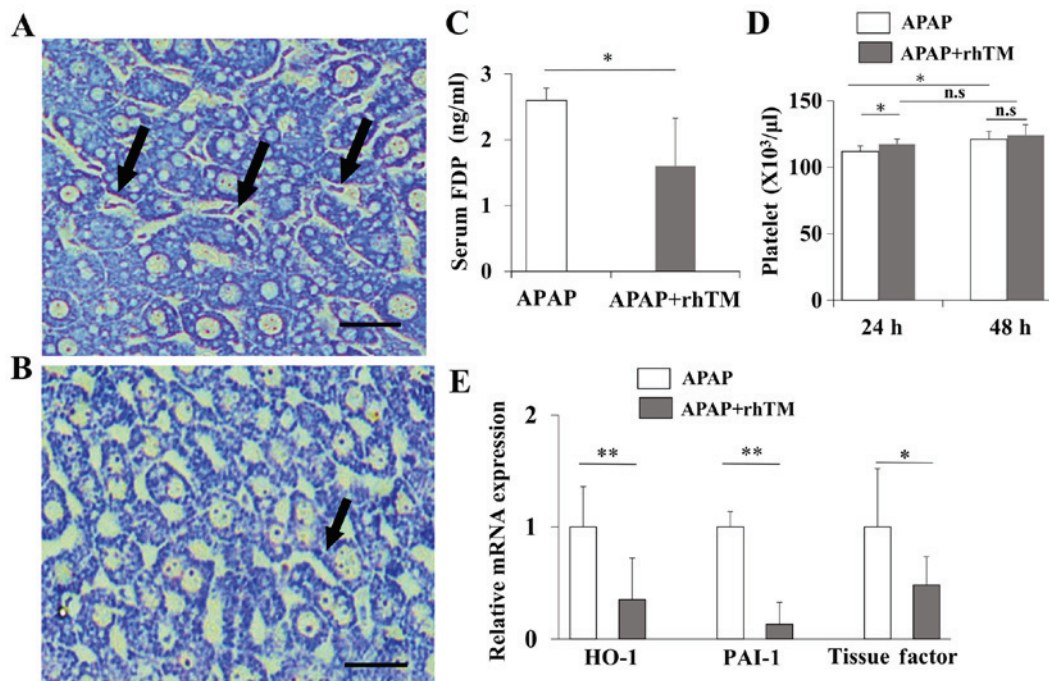 A
B
C
*
Serum FDP (ng/ml)
3
2
1
0
APAP
APAP+rhTM
D
APAP
APAP+rhTM
*
n.s
*
n.s
Platelet (X10³/μl)
150
100
50
0
24 h
48 h
E
APAP
APAP+rhTM
**
**
*
Relative mRNA expression
2
1
0
HO-1
PAI-1
Tissue factor